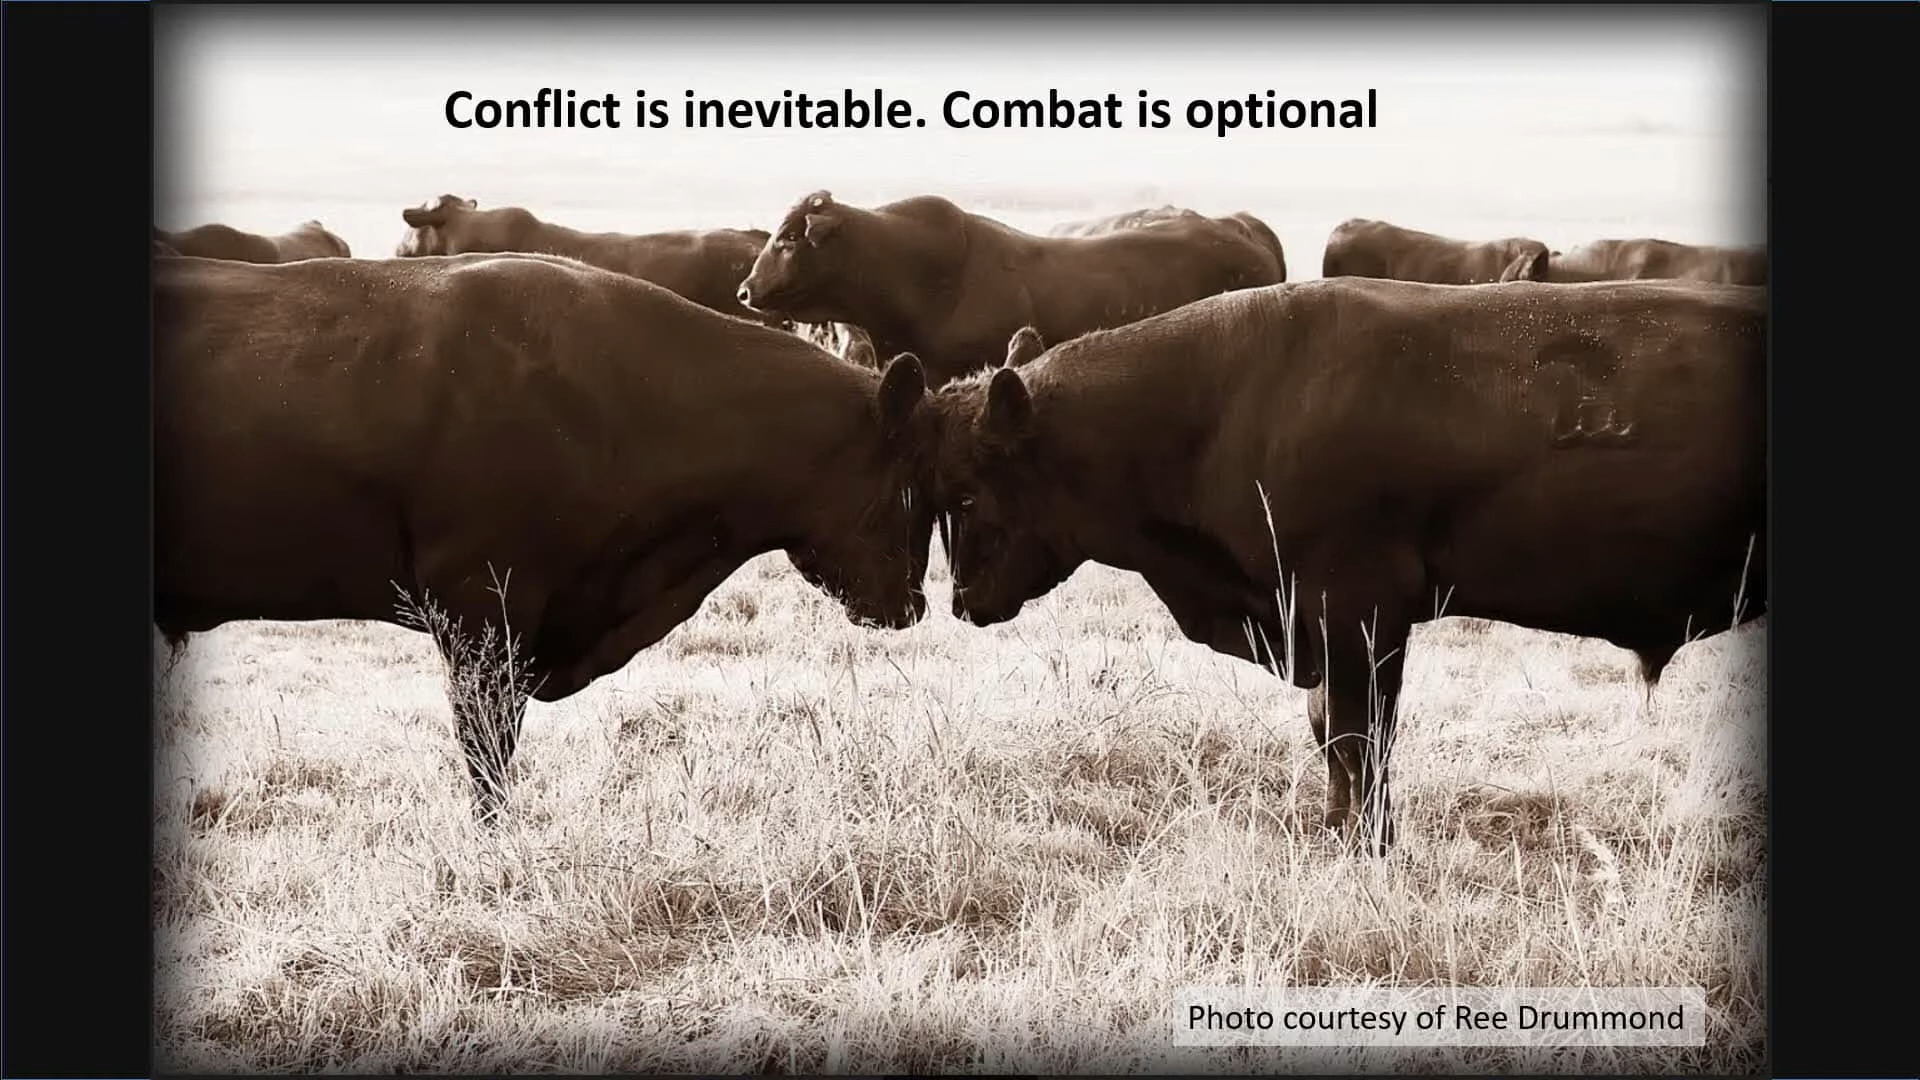 Conflict is inevitable. Combat is optional
Photo courtesy of Ree Drummond